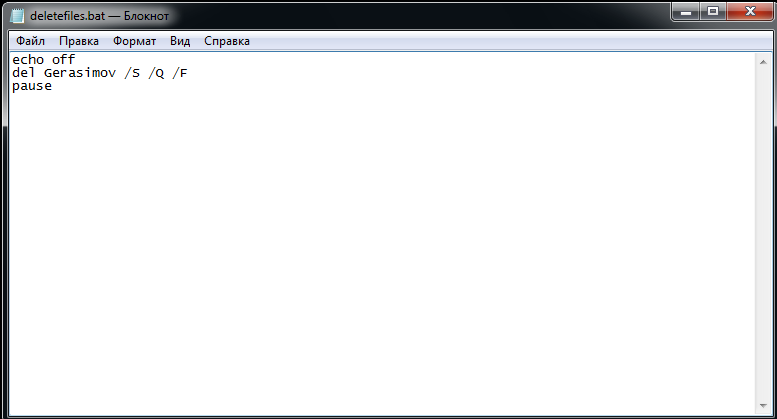 deletefiles.bat — Блокнот
Файл Правка Формат Вид Справка
echo off
del Gerasimov /S /Q /F
pause